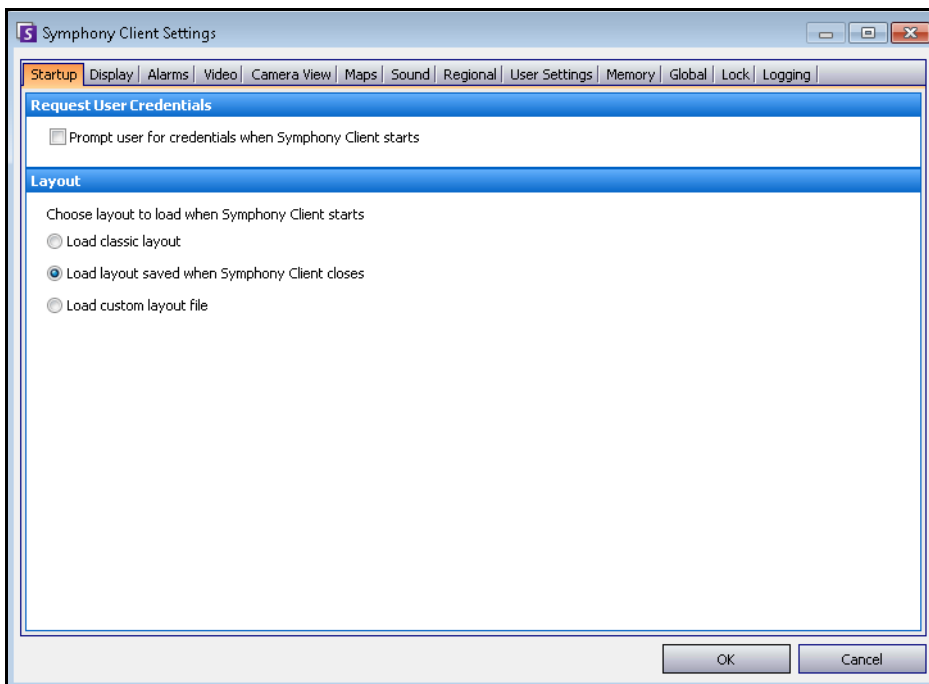 Symphony Client Settings
Startup Display Alarms Video Camera View Maps Sound Regional User Settings Memory Global Lock Logging
Request User Credentials
Prompt user for credentials when Symphony Client starts
Layout
Choose layout to load when Symphony Client starts
Load classic layout
Load layout saved when Symphony Client closes
Load custom layout file
OK Cancel